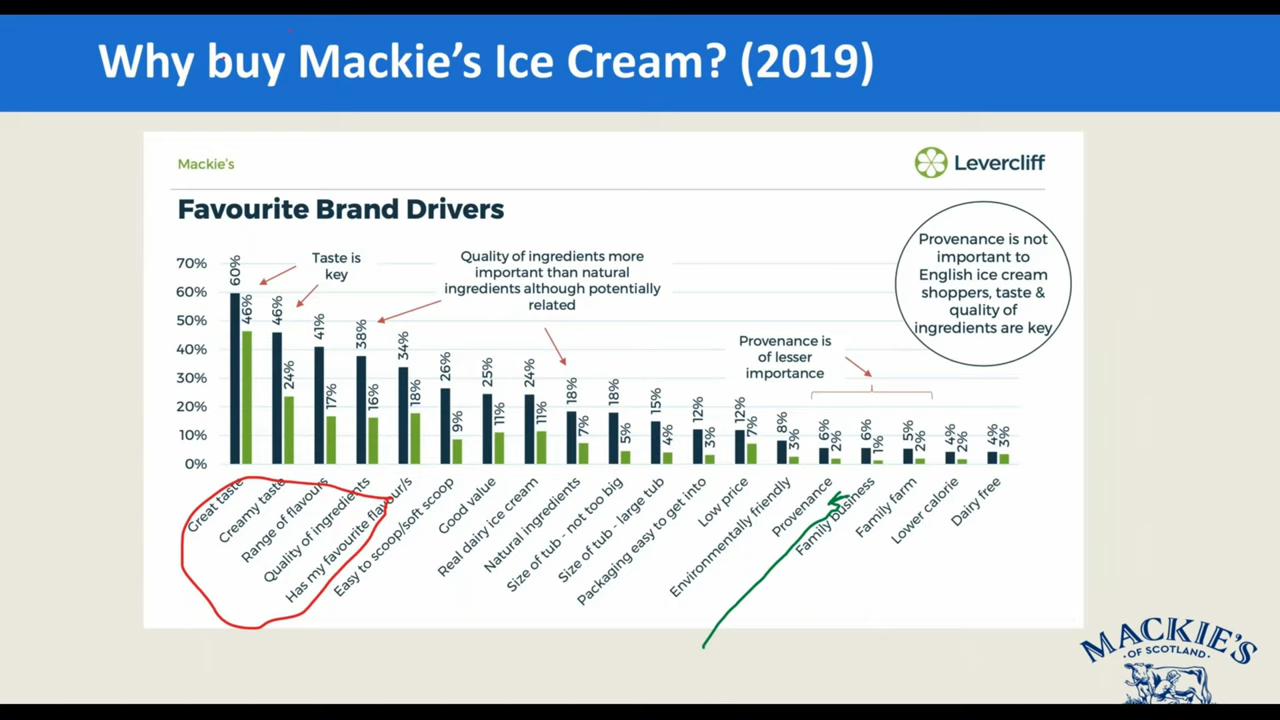 Why buy Mackie's Ice Cream? (2019)
Mackie's
Levercliff
Favourite Brand Drivers
Taste is
key
Quality of ingredients more
important than natural
ingredients although potentially
related
Provenance is
of lesser
importance
Provenance is not
important to
English ice cream
shoppers, taste &
quality of
ingredients are key
70%
60%
50%
40%
30%
20%
10%
0%
60%
46%
46%
24%
41%
17%
38%
16%
34%
18%
26%
9%
25%
11%
24%
11%
18%
7%
18%
5%
15%
4%
12%
3%
12%
7%
8%
3%
6%
2%
6%
1%
5%
2%
4%
2%
4%
3%
Great taste
Creamy taste
Range of flavours
Quality of ingredients
Has my favourite flavour/s
Easy to scoop/soft scoop
Good value
Real dairy ice cream
Natural ingredients
Size of tub - not too big
Size of tub - large tub
Packaging easy to get into
Low price
Environmentally friendly
Provenance
Family business
Family farm
Lower calorie
Dairy free
MACKIE'S
·OF SCOTLAND·